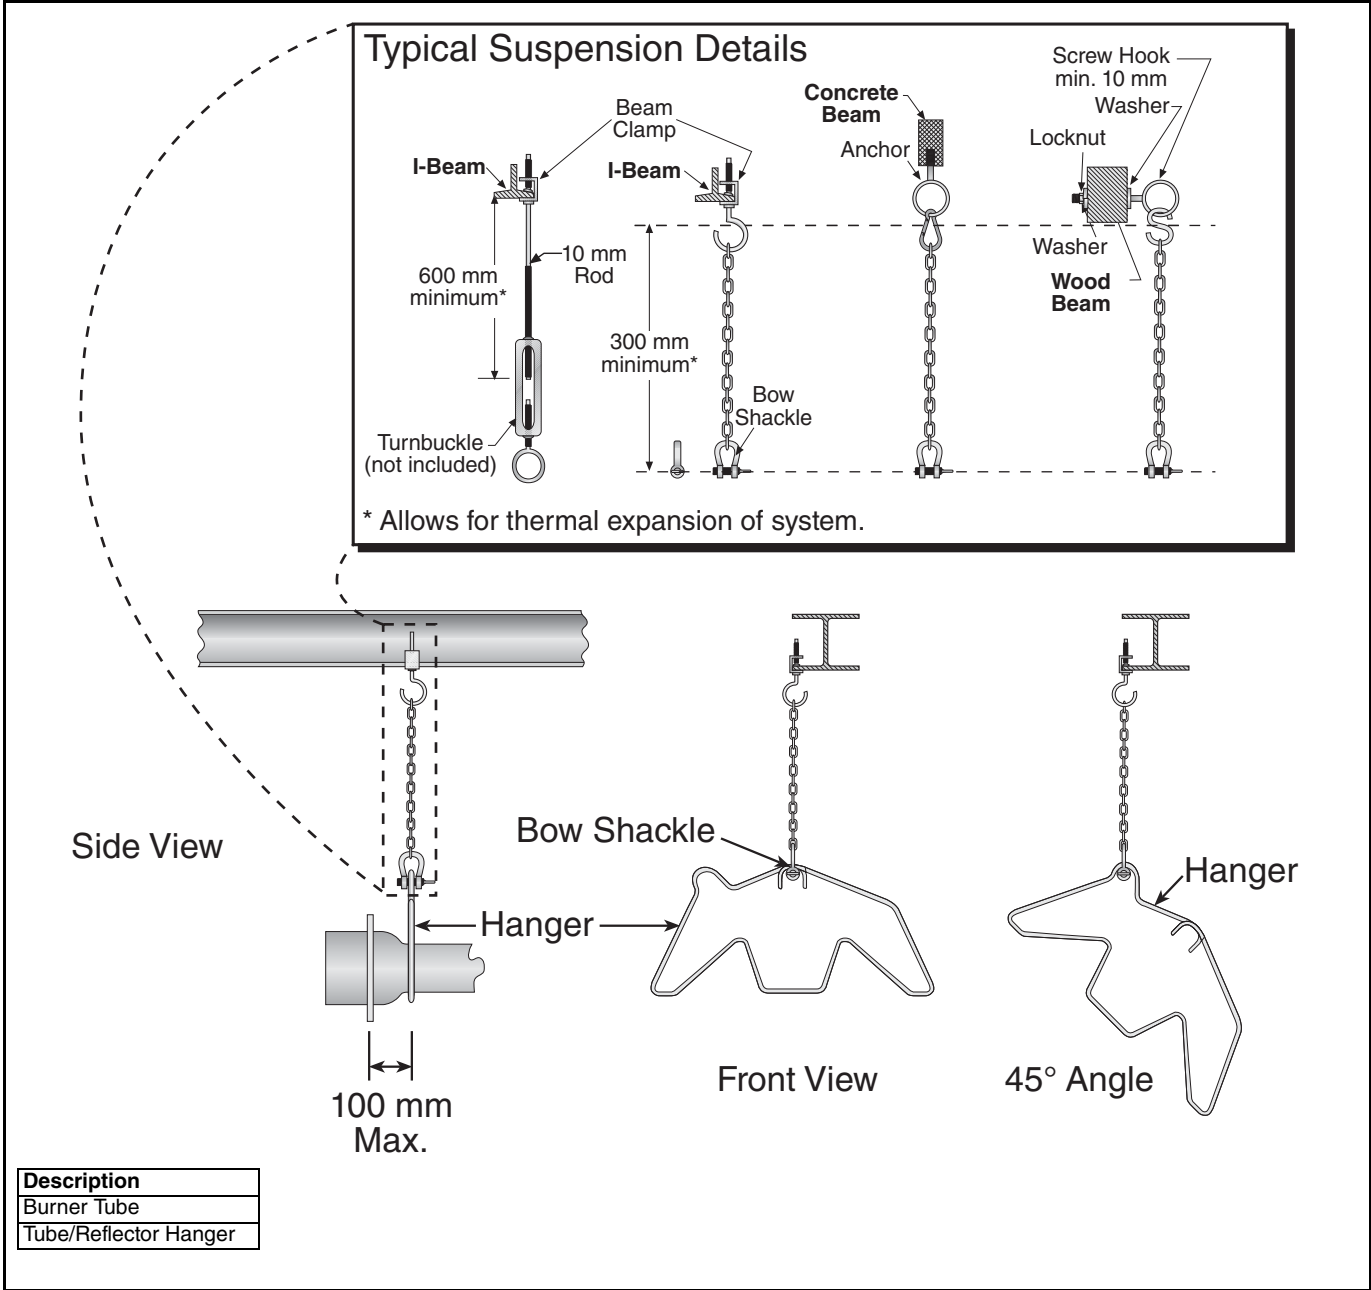 Typical Suspension Details
Beam
Clamp
I-Beam
I-Beam
Concrete
Beam
Anchor
Screw Hook
min. 10 mm
Washer
Locknut
Washer
Wood
Beam
10 mm
Rod
600 mm
minimum*
300 mm
minimum*
Bow
Shackle
Turnbuckle
(not included)
* Allows for thermal expansion of system.
Side View
Bow Shackle
Hanger
Hanger
Front View
45° Angle
100 mm
Max.
Description
Burner Tube
Tube/Reflector Hanger